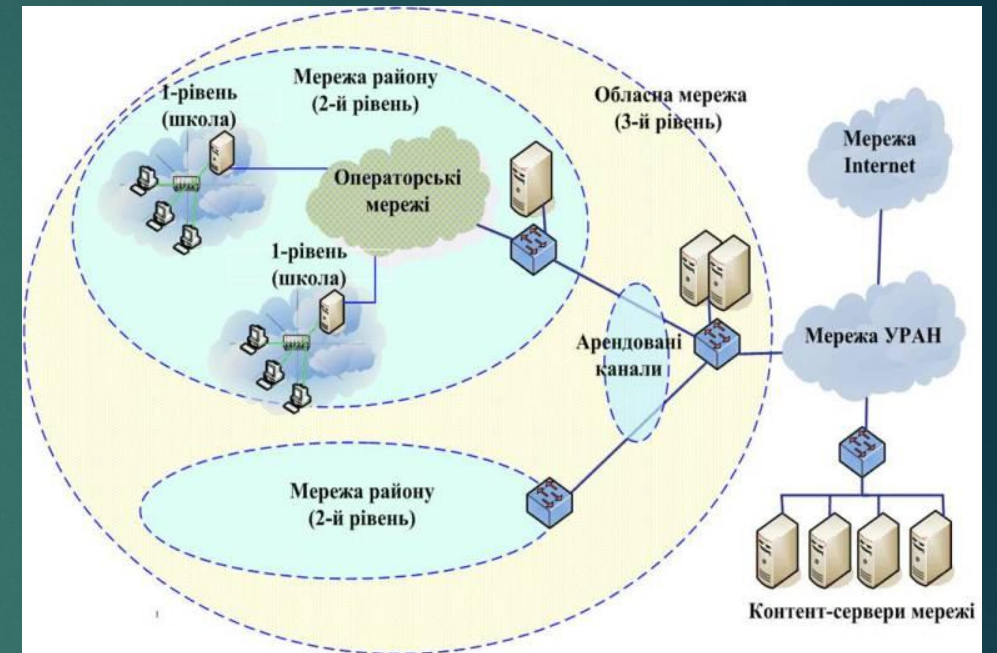 Мережа району
(2-й рівень)
1-рівень
(школа)
Обласна мережа
(3-й рівень)
Мережа
Internet
Операторські
мережі
1-рівень
(школа)
Арендовані
канали
Мережа УРАН
Мережа району
(2-й рівень)
Контент-сервери мережі
1